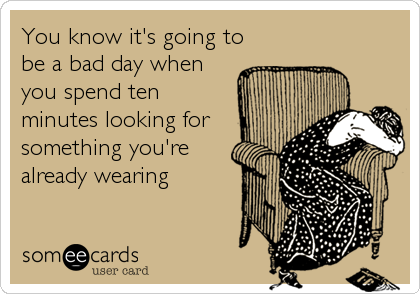 You know it's going to
be a bad day when
you spend ten
minutes looking for
something you're
already wearing
someecards
user card